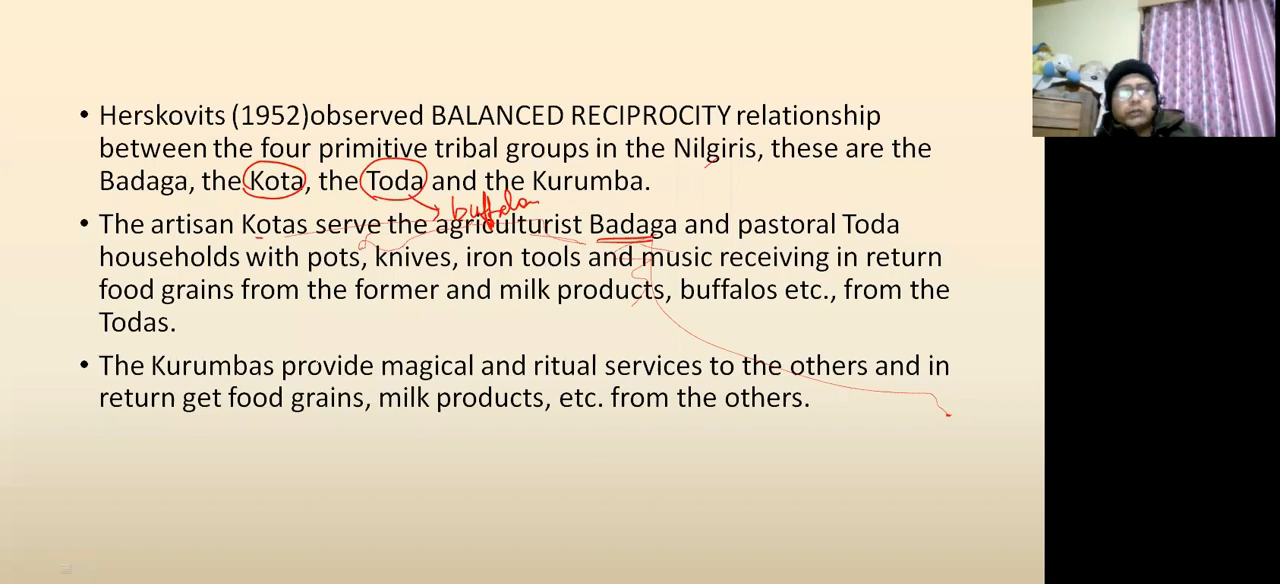 • Herskovits (1952)observed BALANCED RECIPROCITY relationship
between the four primitive tribal groups in the Nilgiris, these are the
Badaga, the Kota, the Toda and the Kurumba.
buffalo
• The artisan Kotas serve the agriculturist Badaga and pastoral Toda
households with pots, knives, iron tools and music receiving in return
food grains from the former and milk products, buffalos etc., from the
Todas.
• The Kurumbas provide magical and ritual services to the others and in
return get food grains, milk products, etc. from the others.